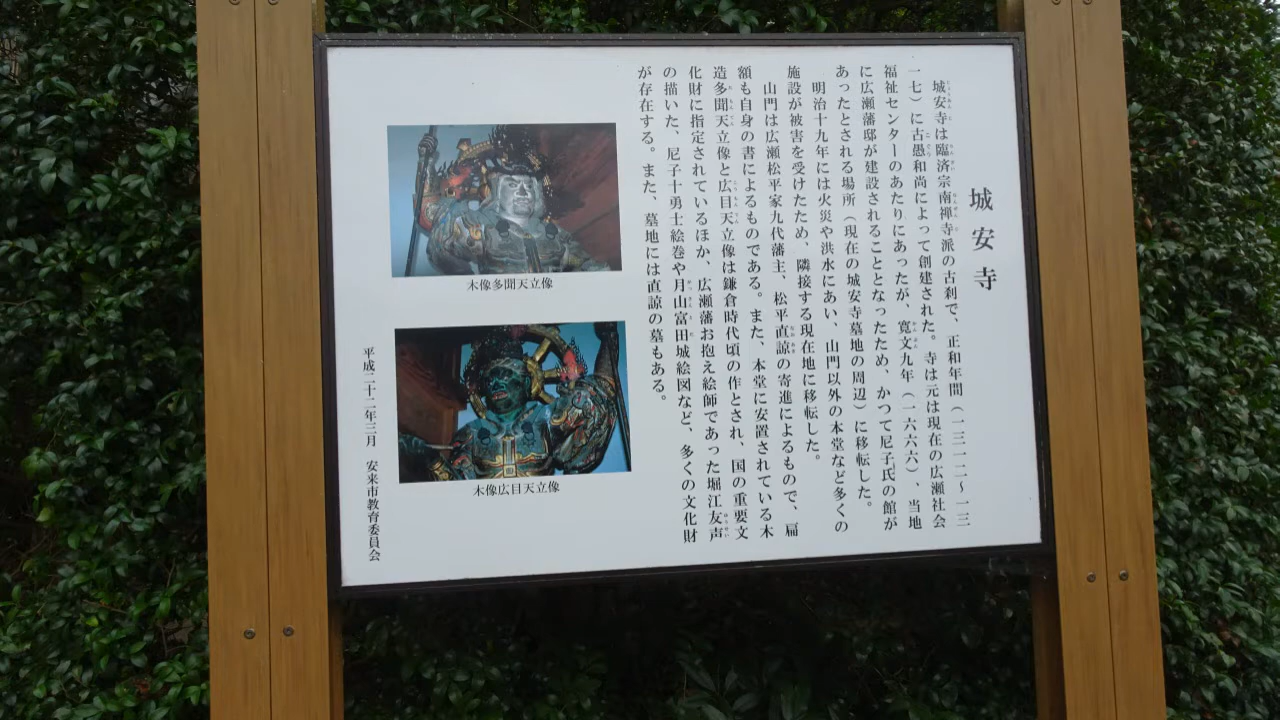 城安寺
城安寺は臨済宗南禅寺派の古刹で、正和年間(一三一二〜一三
一七)に古愚和尚によって創建された。寺は元は現在の広瀬社会
福祉センターのあたりにあったが、寛文九年(一六六六)、当地
に広瀬藩邸が建設されることとなったため、かつて尼子氏の館が
あったとされる場所(現在の城安寺墓地の周辺)に移転した。
明治十九年には火災や洪水にあい、山門以外の本堂など多くの
施設が被害を受けたため、隣接する現在地に移転した。
山門は広瀬松平家九代藩主、松平直諒の寄進によるもので、扁
額も自身の書によるものである。また、本堂に安置されている木
造多聞天立像と広目天立像は鎌倉時代頃の作とされ、国の重要文
化財に指定されているほか、広瀬藩お抱え絵師であった堀江友声
の描いた、尼子十勇士絵巻や月山富田城絵図など、多くの文化財
が存在する。また、墓地には直諒の墓もある。
木像多聞天立像
木像広目天立像
平成二十二年三月 安来市教育委員会